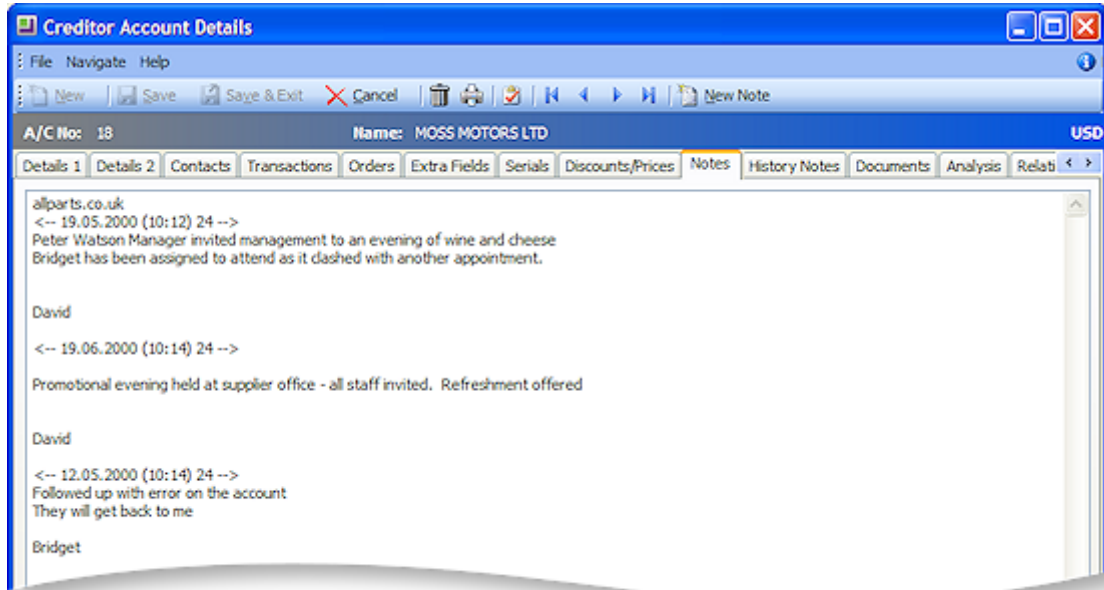 Creditor Account Details
File Navigate Help
New Save Save & Exit Cancel New Note
A/C No: 18 Name: MOSS MOTORS LTD USD
Details 1 Details 2 Contacts Transactions Orders Extra Fields Serials Discounts/Prices Notes History Notes Documents Analysis Relati
allparts.co.uk
<-- 19.05.2000 (10:12) 24 -->
Peter Watson Manager invited management to an evening of wine and cheese
Bridget has been assigned to attend as it clashed with another appointment.
David
<-- 19.06.2000 (10:14) 24 -->
Promotional evening held at supplier office - all staff invited. Refreshment offered
David
<-- 12.05.2000 (10:14) 24 -->
Followed up with error on the account
They will get back to me
Bridget